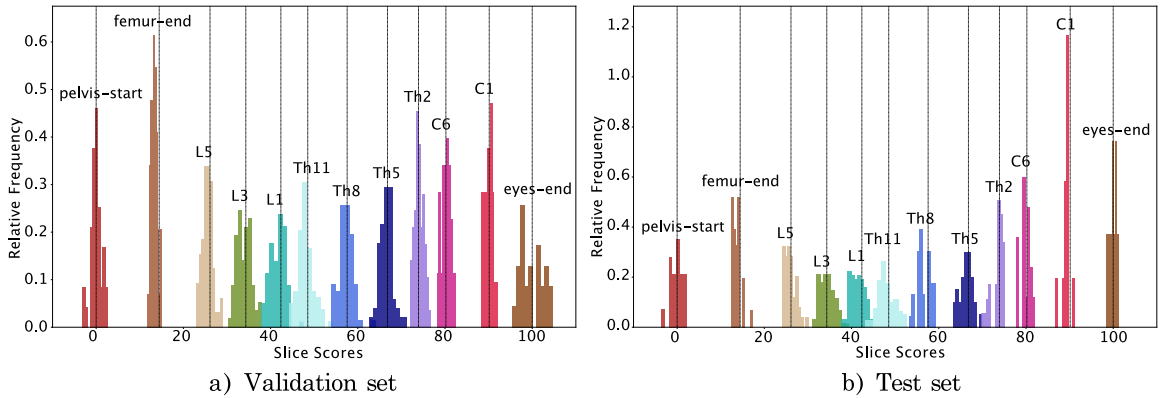 femur-end
pelvis-start
L5
L3
L1
Th11
Th8
Th5
Th2
C6
C1
eyes-end
Relative Frequency
0.6
0.5
0.4
0.3
0.2
0.1
0.0
0 20 40 60 80 100
Slice Scores
a) Validation set
C1
eyes-end
C6
femur-end
Th2
pelvis-start
L5
L3
L1
Th11
Th8
Th5
Relative Frequency
1.2
1.0
0.8
0.6
0.4
0.2
0.0
0 20 40 60 80 100
Slice Scores
b) Test set